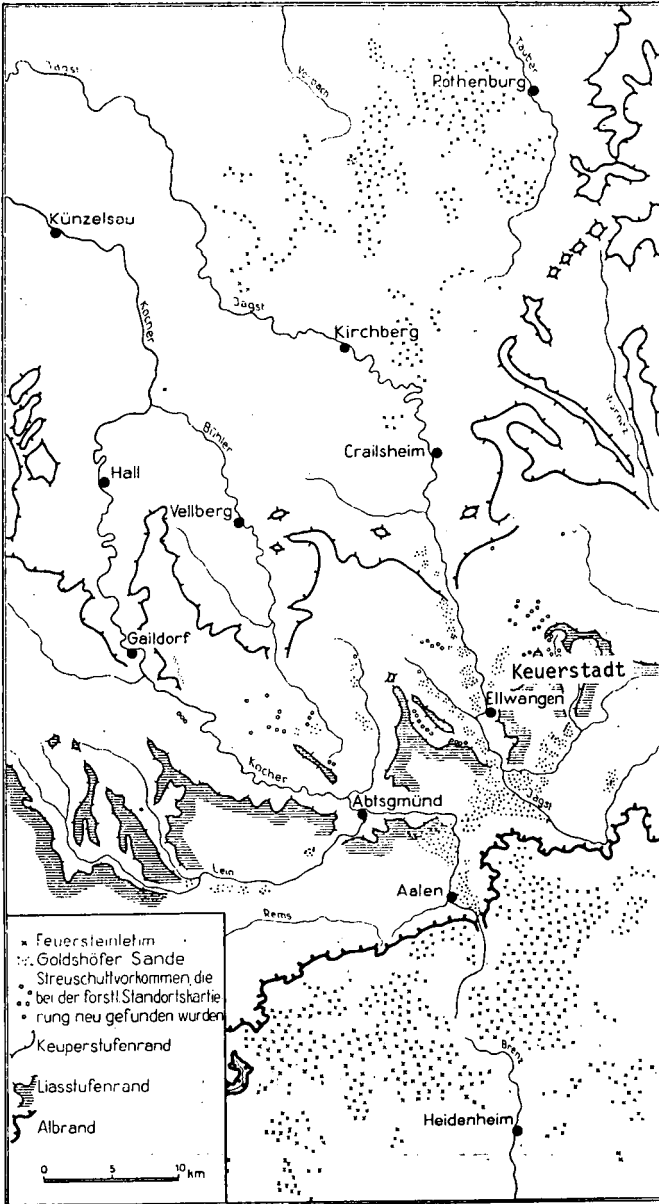 Jagst
Tauber
Rothenburg
Künzelsau
Kocher
Jagst
Kirchberg
Wörnitz
Bühler
Crailsheim
Hall
Vellberg
Gaildorf
Keuerstadt
Ellwangen
Kocher
Jagst
Abtsgmünd
Lein
Aalen
Rems
Brenz
Heidenheim
Feuersteinlehm
Goldshöfer Sande
Streuschuttvorkommen, die
bei der forstl. Standortskartie
rung neu gefunden wurden
Keuperstufenrand
Liasstufenrand
Albrand
0 5 10 km